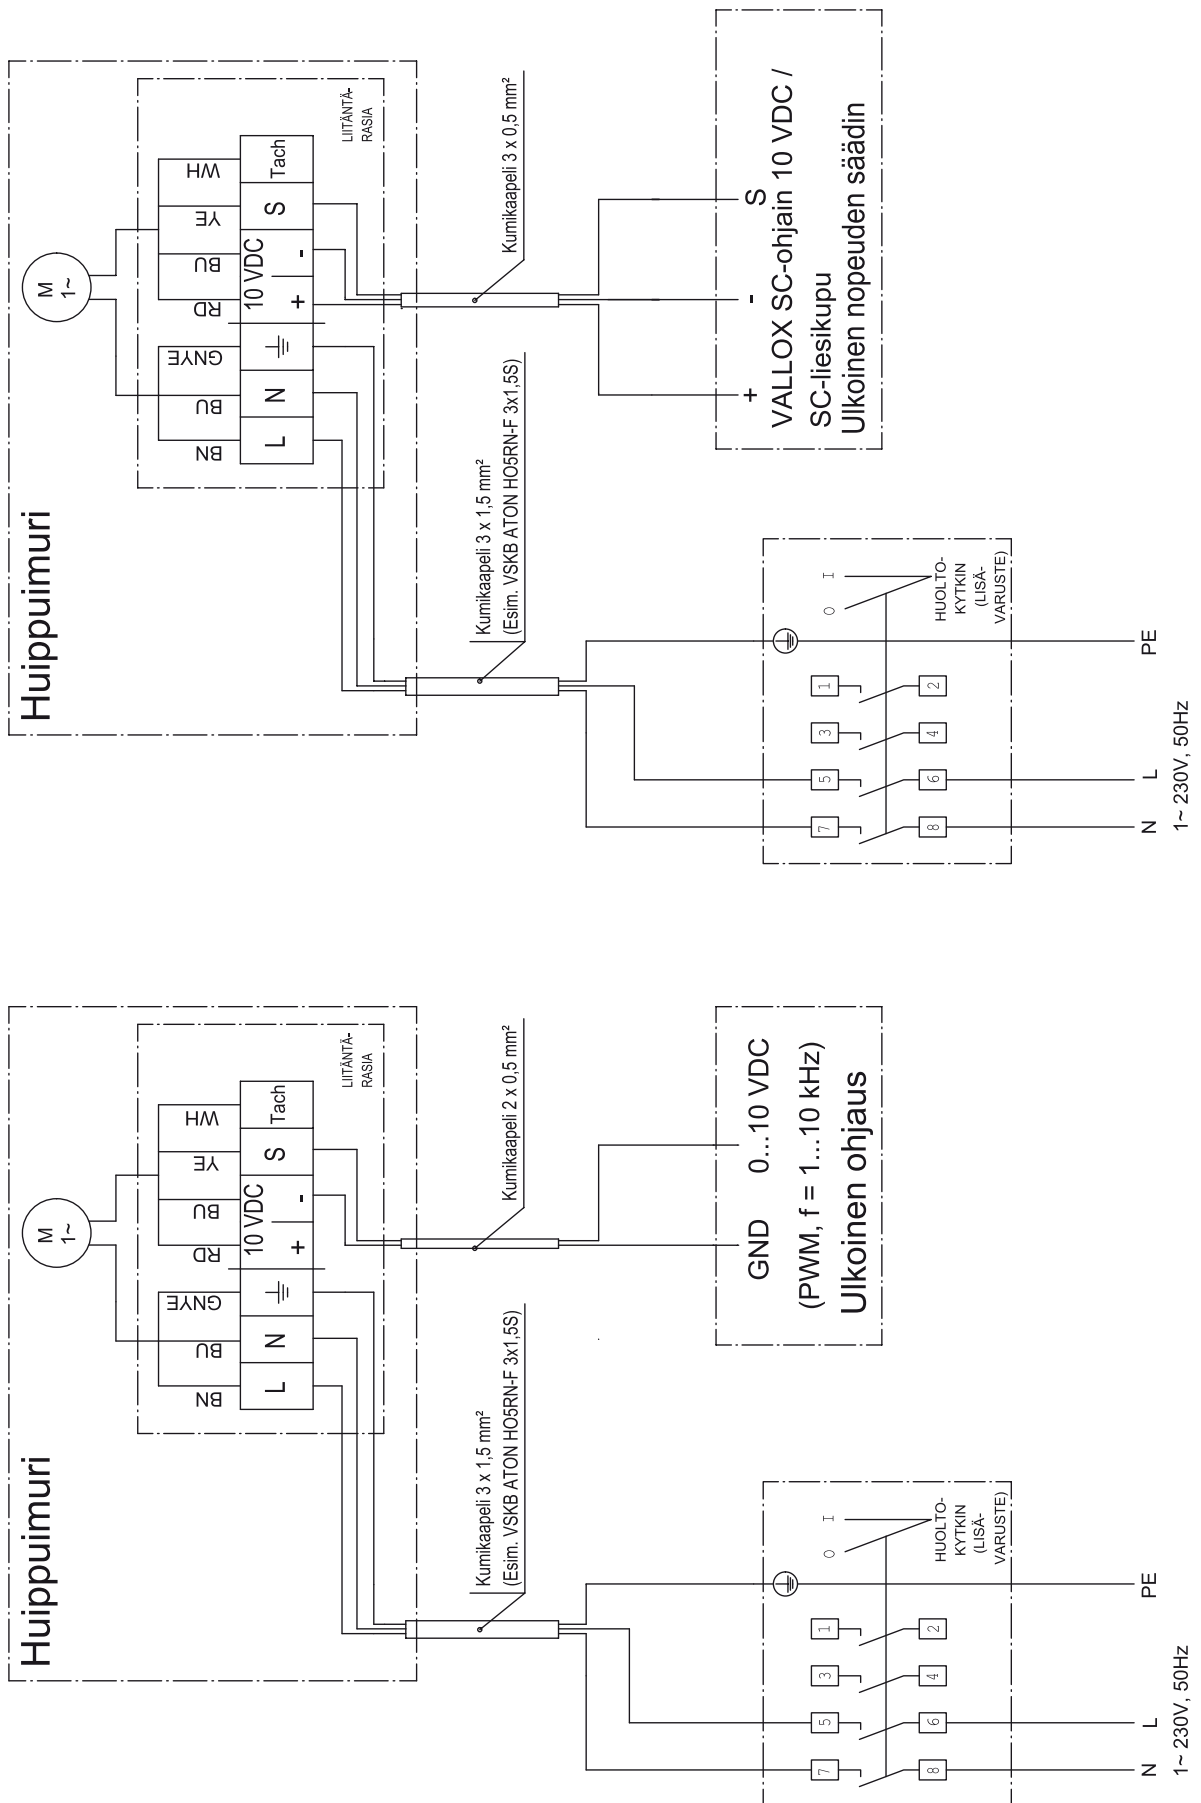 Huippuimuri
M
1~
LIITÄNTÄ-
RASIA
BN
BU
GNYE
RD
BU
YE
WH
L
N
10 VDC
+
-
S
Tach
Kumikaapeli 3 x 1,5 mm²
(Esim. VSKB ATON HO5RN-F 3x1,5S)
Kumikaapeli 2 x 0,5 mm²
GND
0...10 VDC
(PWM, f = 1...10 kHz)
Ulkoinen ohjaus
O
I
HUOLTO-
KYTKIN
(LISÄ-
VARUSTE)
7
5
3
1
8
6
4
2
N
L
PE
1~ 230V, 50Hz
Huippuimuri
M
1~
LIITÄNTÄ-
RASIA
BN
BU
GNYE
RD
BU
YE
WH
L
N
10 VDC
+
-
S
Tach
Kumikaapeli 3 x 1,5 mm²
(Esim. VSKB ATON HO5RN-F 3x1,5S)
Kumikaapeli 3 x 0,5 mm²
+
-
S
VALLOX SC-ohjain 10 VDC /
SC-liesikupu
Ulkoinen nopeuden säädin
O
I
HUOLTO-
KYTKIN
(LISÄ-
VARUSTE)
7
5
3
1
8
6
4
2
N
L
PE
1~ 230V, 50Hz